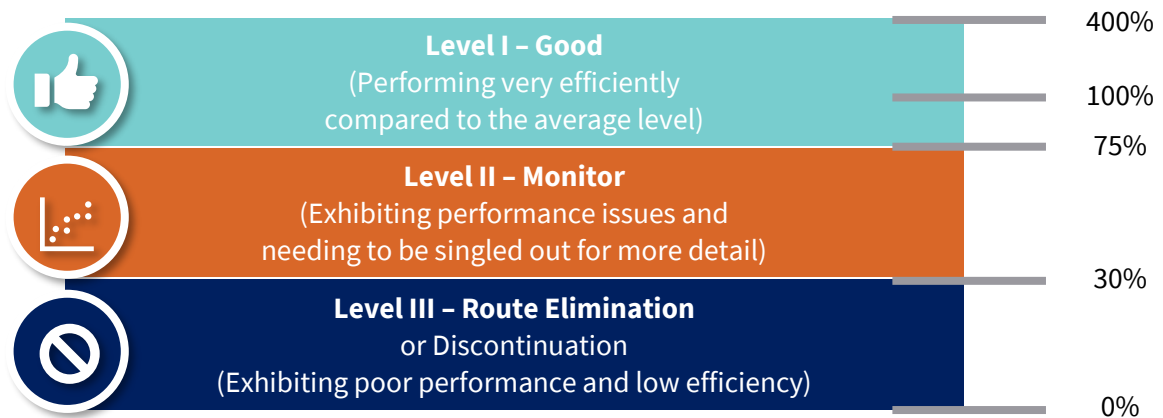 400%
Level I – Good
(Performing very efficiently
compared to the average level)
100%
75%
Level II – Monitor
(Exhibiting performance issues and
needing to be singled out for more detail)
30%
Level III – Route Elimination
or Discontinuation
(Exhibiting poor performance and low efficiency)
0%